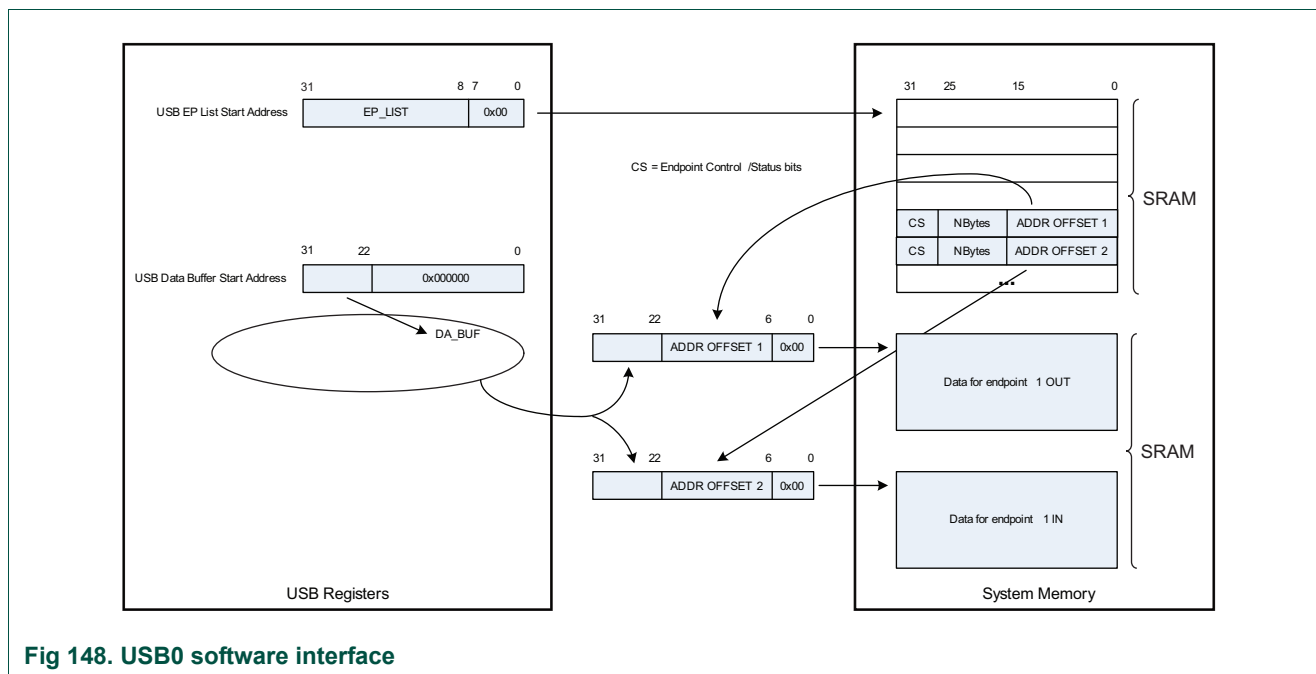 31 8 7 0
USB EP List Start Address EP_LIST 0x00
31 25 15 0
CS = Endpoint Control /Status bits
SRAM
CS NBytes ADDR OFFSET 1
CS NBytes ADDR OFFSET 2
...
31 22 0
USB Data Buffer Start Address 0x000000
DA_BUF
31 22 6 0
ADDR OFFSET 1 0x00
Data for endpoint 1 OUT
SRAM
31 22 6 0
ADDR OFFSET 2 0x00
Data for endpoint 1 IN
USB Registers
System Memory
Fig 148. USB0 software interface